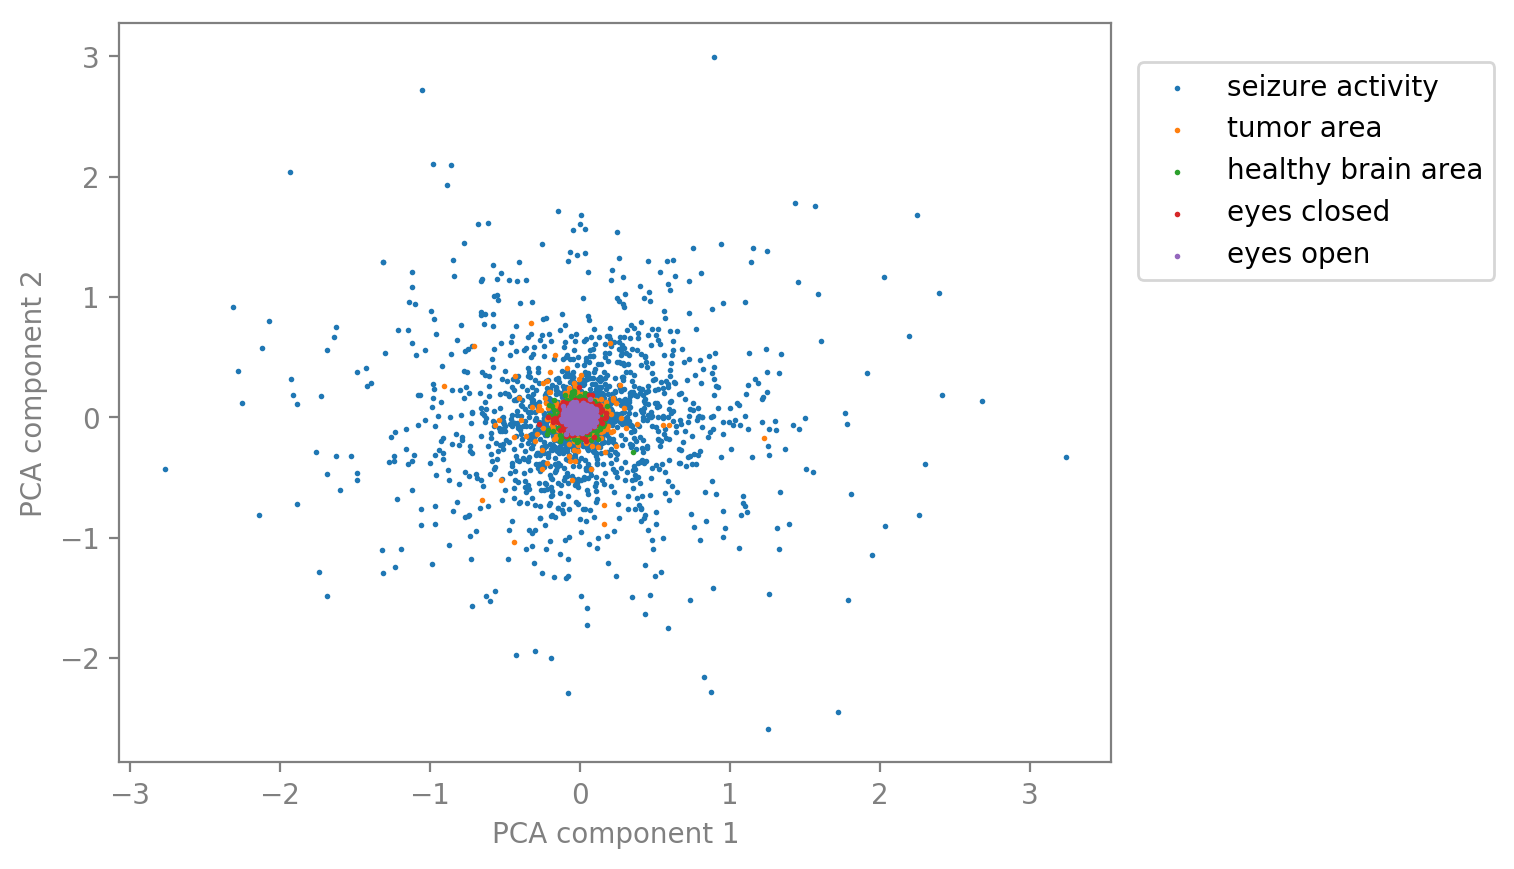 3
2
1
0
−1
−2
−3
−2
−1
0
1
2
3
PCA component 1
PCA component 2
seizure activity
tumor area
healthy brain area
eyes closed
eyes open